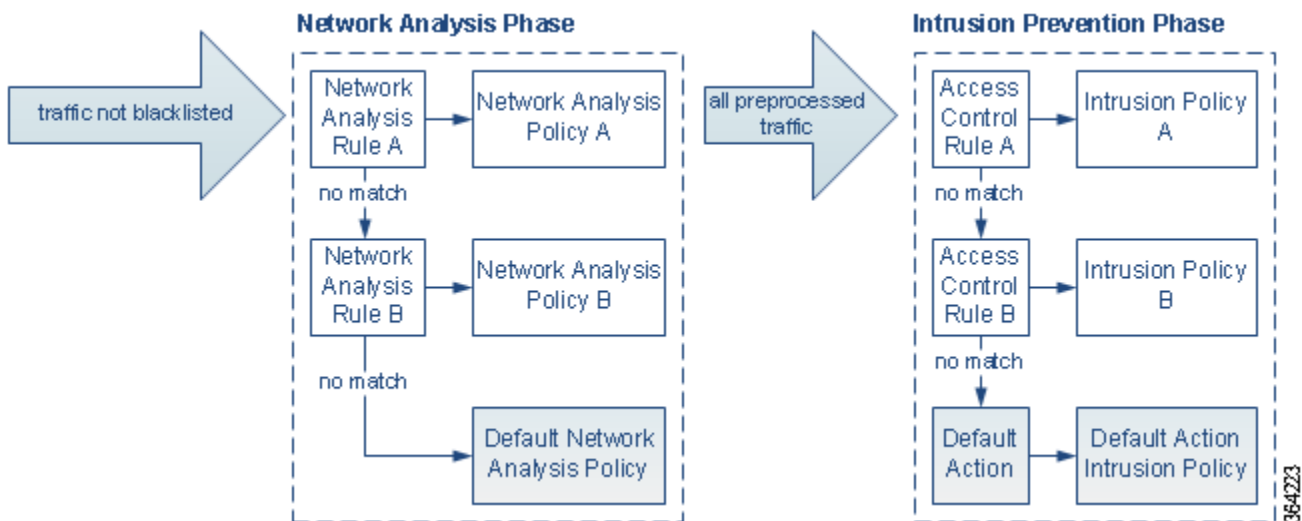 Network Analysis Phase
Intrusion Prevention Phase
traffic not blacklisted
Network
Analysis
Rule A
Network Analysis
Policy A
no match
Network
Analysis
Rule B
Network Analysis
Policy B
no match
Default Network
Analysis Policy
all preprocessed
traffic
Access
Control
Rule A
Intrusion Policy
A
no match
Access
Control
Rule B
Intrusion Policy
B
no match
Default
Action
Default Action
Intrusion Policy
364223